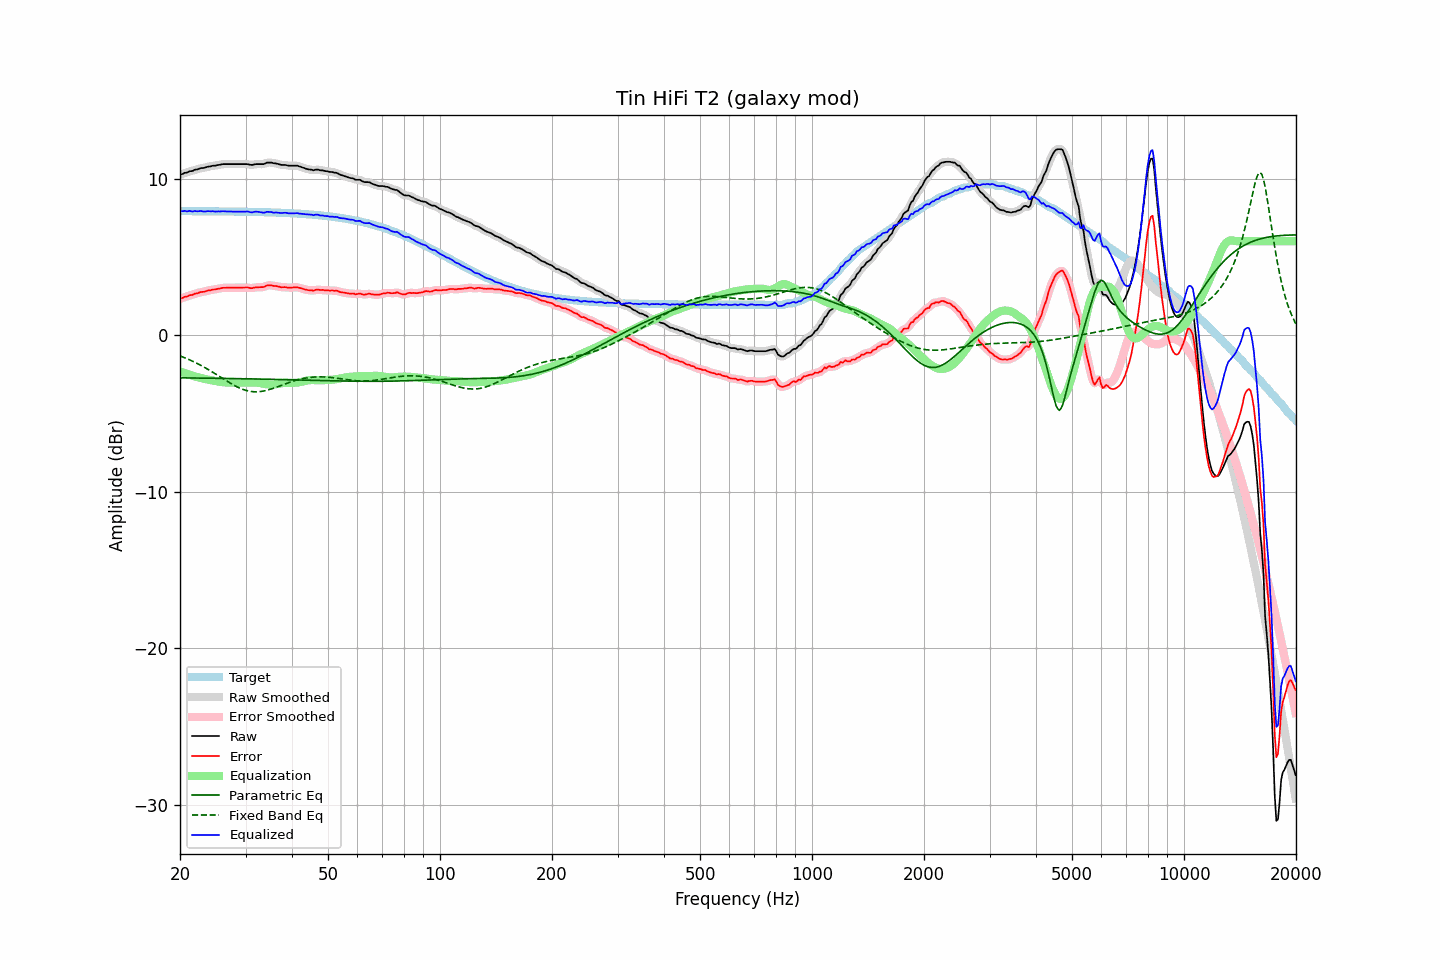 Tin HiFi T2 (galaxy mod)
Amplitude (dBr)
10
0
−10
−20
−30
Target
Raw Smoothed
Error Smoothed
Raw
Error
Equalization
Parametric Eq
Fixed Band Eq
Equalized
20 50 100 200 500 1000 2000 5000 10000 20000
Frequency (Hz)